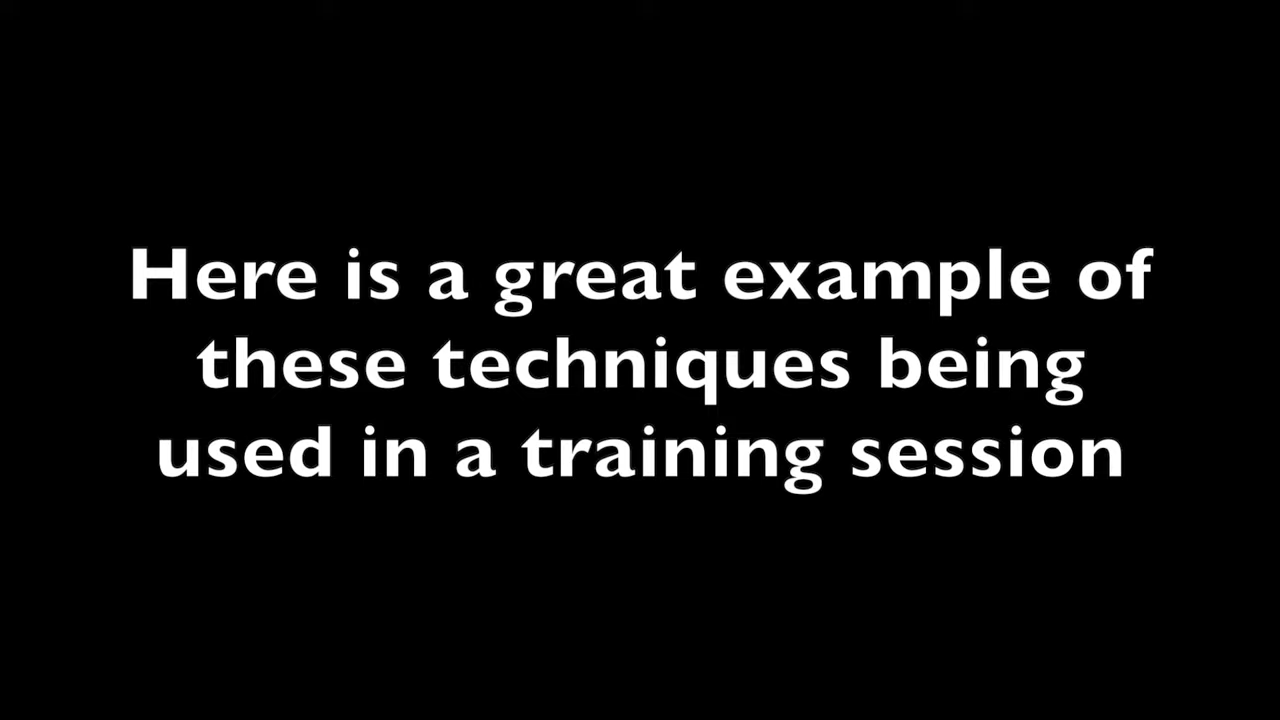 Here is a great example of
these techniques being
used in a training session